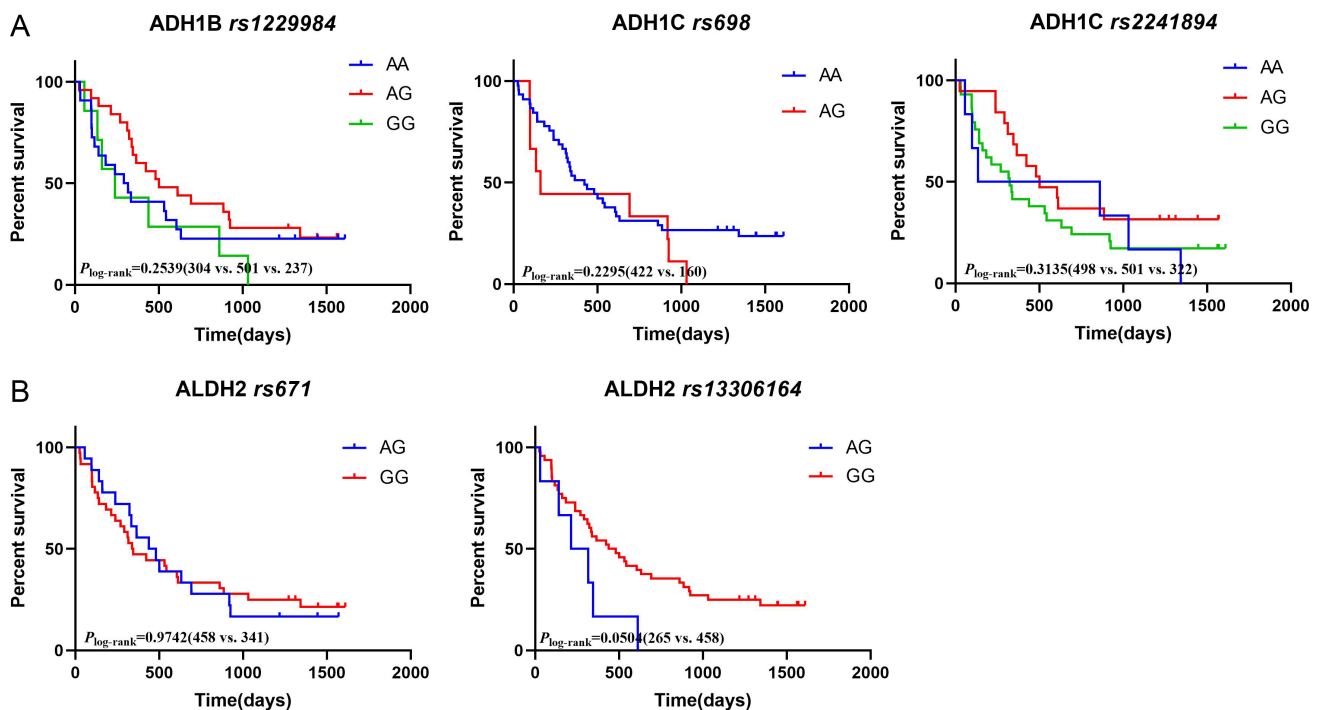 A
ADH1B rs1229984
AA
AG
GG
Percent survival
100
50
0
P log-rank=0.2539(304 vs. 501 vs. 237)
0 500 1000 1500 2000
Time(days)
ADH1C rs698
AA
AG
Percent survival
100
50
0
P log-rank=0.2295(422 vs. 160)
0 500 1000 1500 2000
Time(days)
ADH1C rs2241894
AA
AG
GG
Percent survival
100
50
0
P log-rank=0.3135(498 vs. 501 vs. 322)
0 500 1000 1500 2000
Time(days)
B
ALDH2 rs671
AG
GG
Percent survival
100
50
0
P log-rank=0.9742(458 vs. 341)
0 500 1000 1500 2000
Time(days)
ALDH2 rs13306164
AG
GG
Percent survival
100
50
0
P log-rank=0.0504(265 vs. 458)
0 500 1000 1500 2000
Time(days)